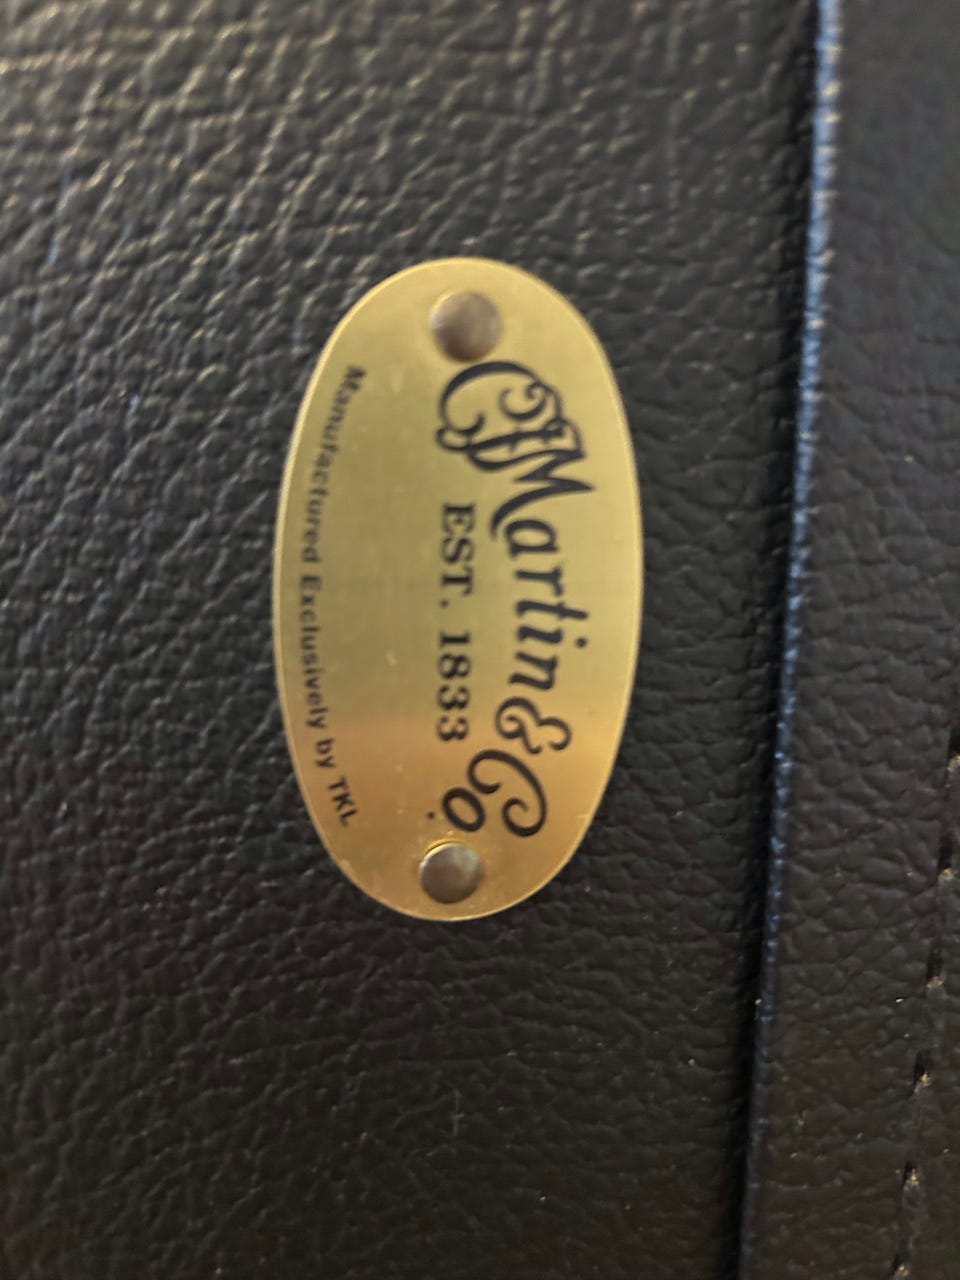 CFMartin&Co.
EST. 1833
Manufactured Exclusively by TKL